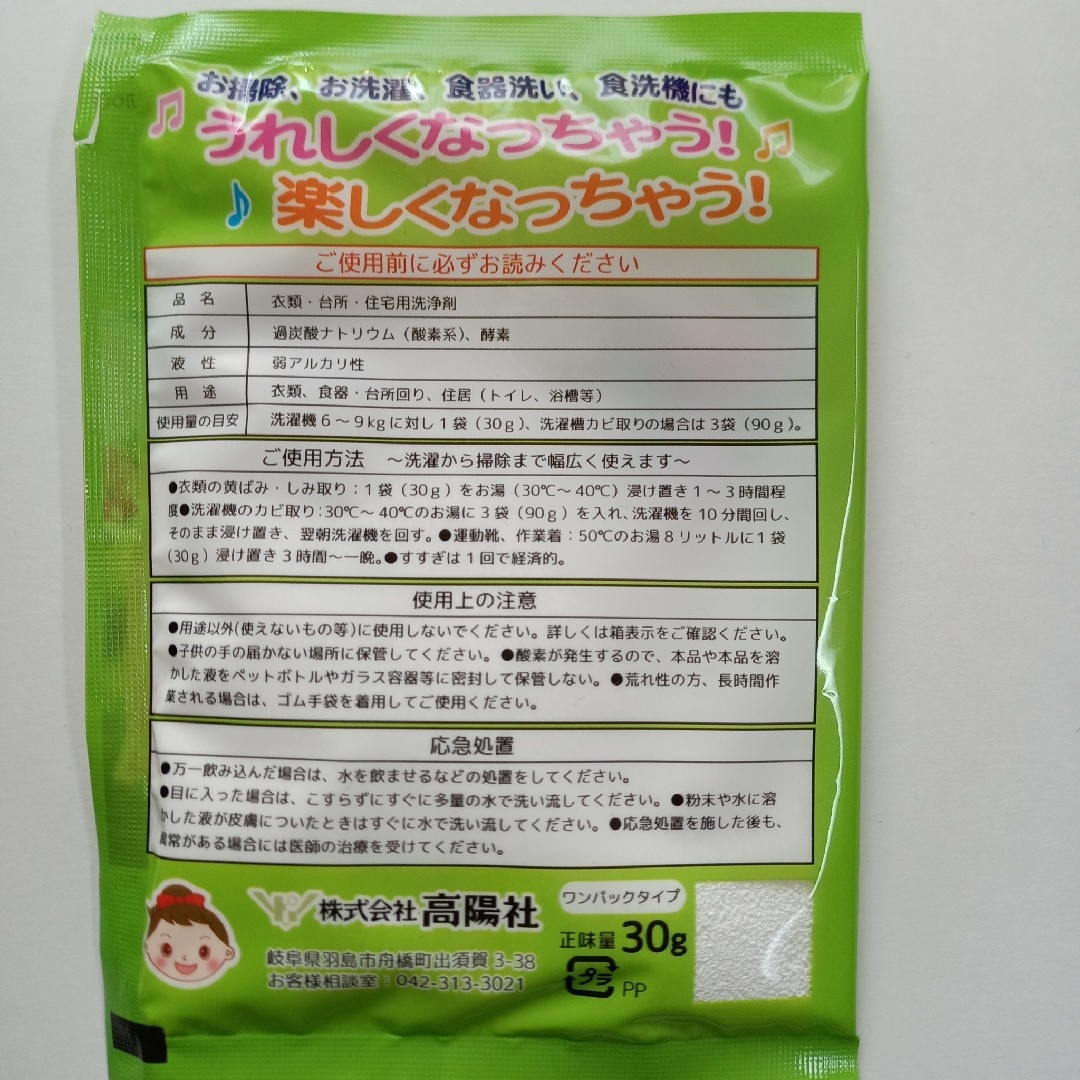 お掃除、お洗濯、食器洗い、食洗機にも
うれしくなっちゃう!
楽しくなっちゃう!
ご使用前に必ずお読みください
品 名 衣類・台所・住宅用洗浄剤
成 分 過炭酸ナトリウム(酸素系)、酵素
液 性 弱アルカリ性
用 途 衣類、食器・台所回り、住居(トイレ、浴槽等)
使用量の目安 洗濯機6〜9kgに対し1袋(30g)、洗濯槽カビ取りの場合は3袋(90g)。
ご使用方法 〜洗濯から掃除まで幅広く使えます〜
●衣類の黄ばみ・しみ取り:1袋(30g)をお湯(30℃〜40℃)浸け置き1〜3時間程
度●洗濯機のカビ取り:30℃〜40℃のお湯に3袋(90g)を入れ、洗濯機を10分間回し、
そのまま浸け置き、翌朝洗濯機を回す。●運動靴、作業着:50℃のお湯8リットルに1袋
(30g)浸け置き3時間〜一晩。●すすぎは1回で経済的。
使用上の注意
●用途以外(使えないもの等)に使用しないでください。詳しくは箱表示をご確認ください。
●子供の手の届かない場所に保管してください。●酸素が発生するので、本品や本品を溶
かした液をペットボトルやガラス容器等に密封して保管しない。●荒れ性の方、長時間作
業される場合は、ゴム手袋を着用してご使用ください。
応急処置
●万一飲み込んだ場合は、水を飲ませるなどの処置をしてください。
●目に入った場合は、こすらずにすぐに多量の水で洗い流してください。●粉末や水に溶
かした液が皮膚についたときはすぐに水で洗い流してください。●応急処置を施した後も、
異常がある場合には医師の治療を受けてください。
株式会社 高陽社
岐阜県羽島市舟橋町出須賀3-38
お客様相談室:042-313-3021
ワンパックタイプ
正味量 30g
プラ PP